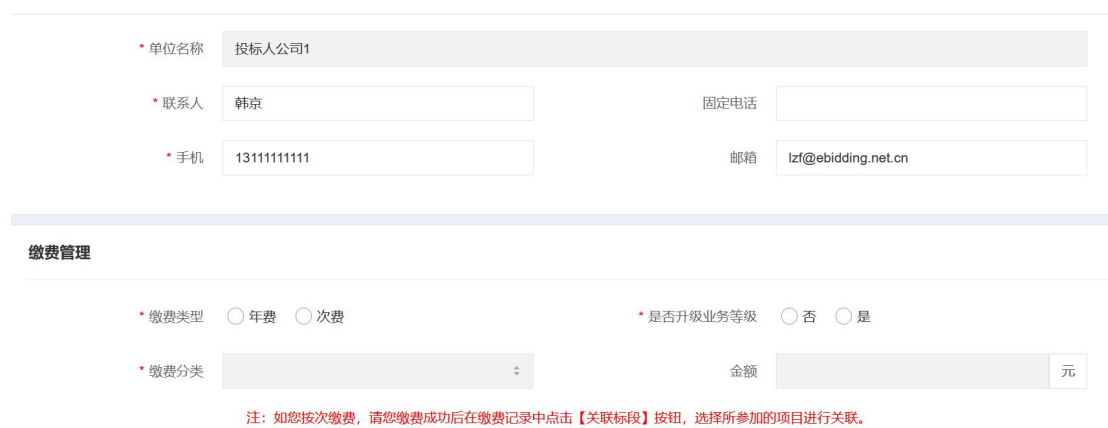 * 单位名称 投标人公司1
* 联系人 韩京 固定电话
* 手机 13111111111 邮箱 lzf@ebidding.net.cn
缴费管理
* 缴费类型 年费 次费 * 是否升级业务等级 否 是
* 缴费分类 金额 元
注：如您按次缴费，请您缴费成功后在缴费记录中点击【关联标段】按钮，选择所参加的项目进行关联。